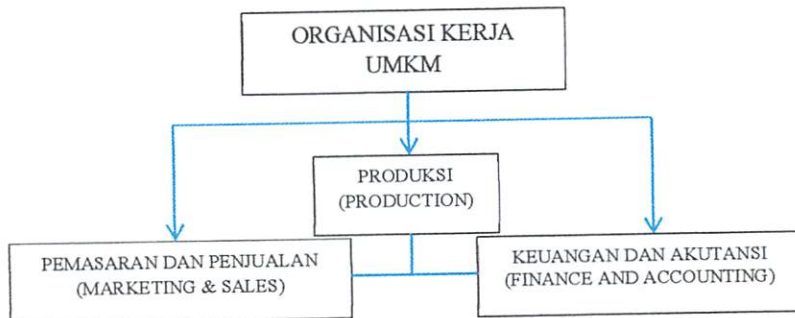 ORGANISASI KERJA
UMKM
PRODUKSI
(PRODUCTION)
PEMASARAN DAN PENJUALAN
(MARKETING & SALES)
KEUANGAN DAN AKUTANSI
(FINANCE AND ACCOUNTING)